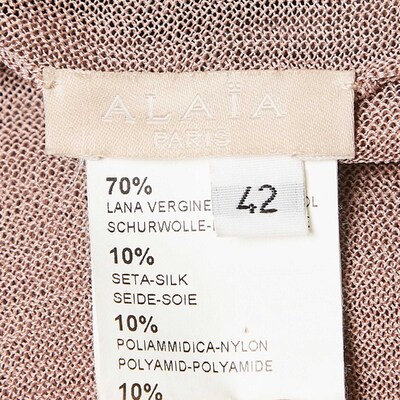 ALAÏA
PARIS
42
70%
LANA VERGINE
SCHURWOLLE-
10%
SETA-SILK
SEIDE-SOIE
10%
POLIAMMIDICA-NYLON
POLYAMID-POLYAMIDE
10%